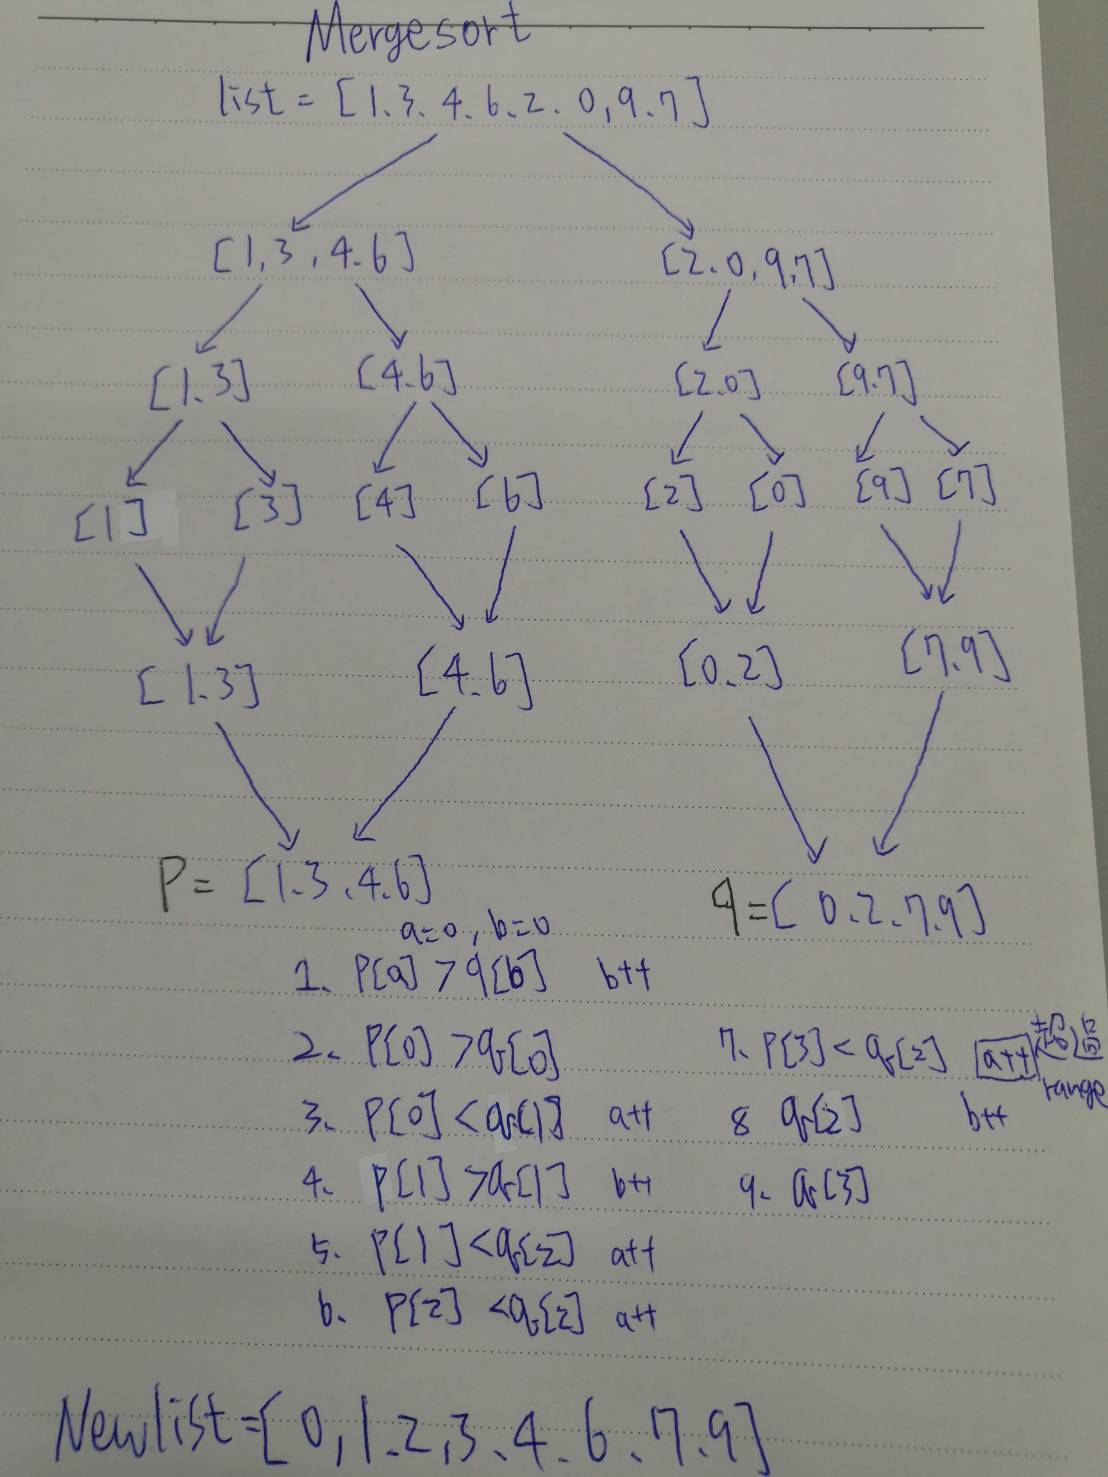 Mergesort
list = [1.3.4.6.2.0,9.7]
[1,3,4.6] [2.0,9,7]
[1.3] [4.6] [2.0] [9.7]
[1] [3] [4] [6] [2] [0] [9] [7]
[1.3] [4.6] [0.2] [7.9]
P= [1.3.4.6] q=[0.2.7.9]
a=0, b=0
1. P[a] > q[b] b++
2. P[0] > q[0]
3. P[0] < q[1] a++
4. P[1] > q[1] b++
5. P[1] < q[2] a++
6. P[2] < q[2] a++
7. P[3] < q[2] a++ 超過
range
8 q[2] b++
9. q[3]
Newlist=[0,1.2,3.4.6.7.9]